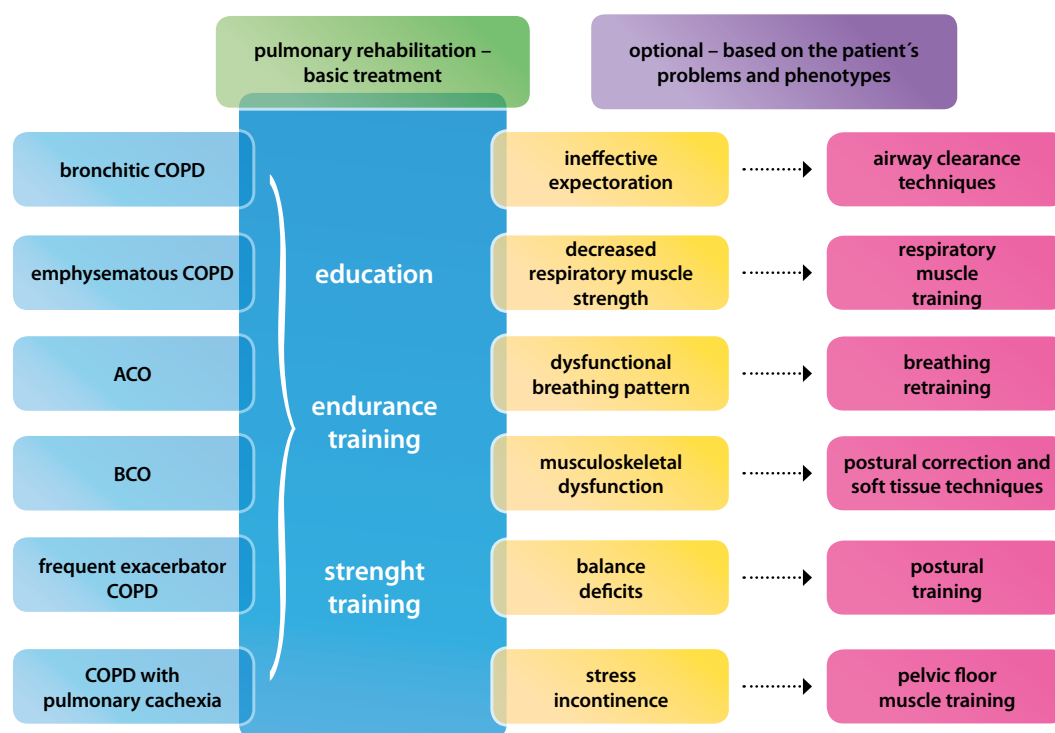 pulmonary rehabilitation –
basic treatment
optional – based on the patient´s
problems and phenotypes
bronchitic COPD
emphysematous COPD
ACO
BCO
frequent exacerbator
COPD
COPD with
pulmonary cachexia
education
endurance
training
strenght
training
ineffective
expectoration
airway clearance
techniques
decreased
respiratory muscle
strength
respiratory
muscle
training
dysfunctional
breathing pattern
breathing
retraining
musculoskeletal
dysfunction
postural correction and
soft tissue techniques
balance
deficits
postural
training
stress
incontinence
pelvic floor
muscle training